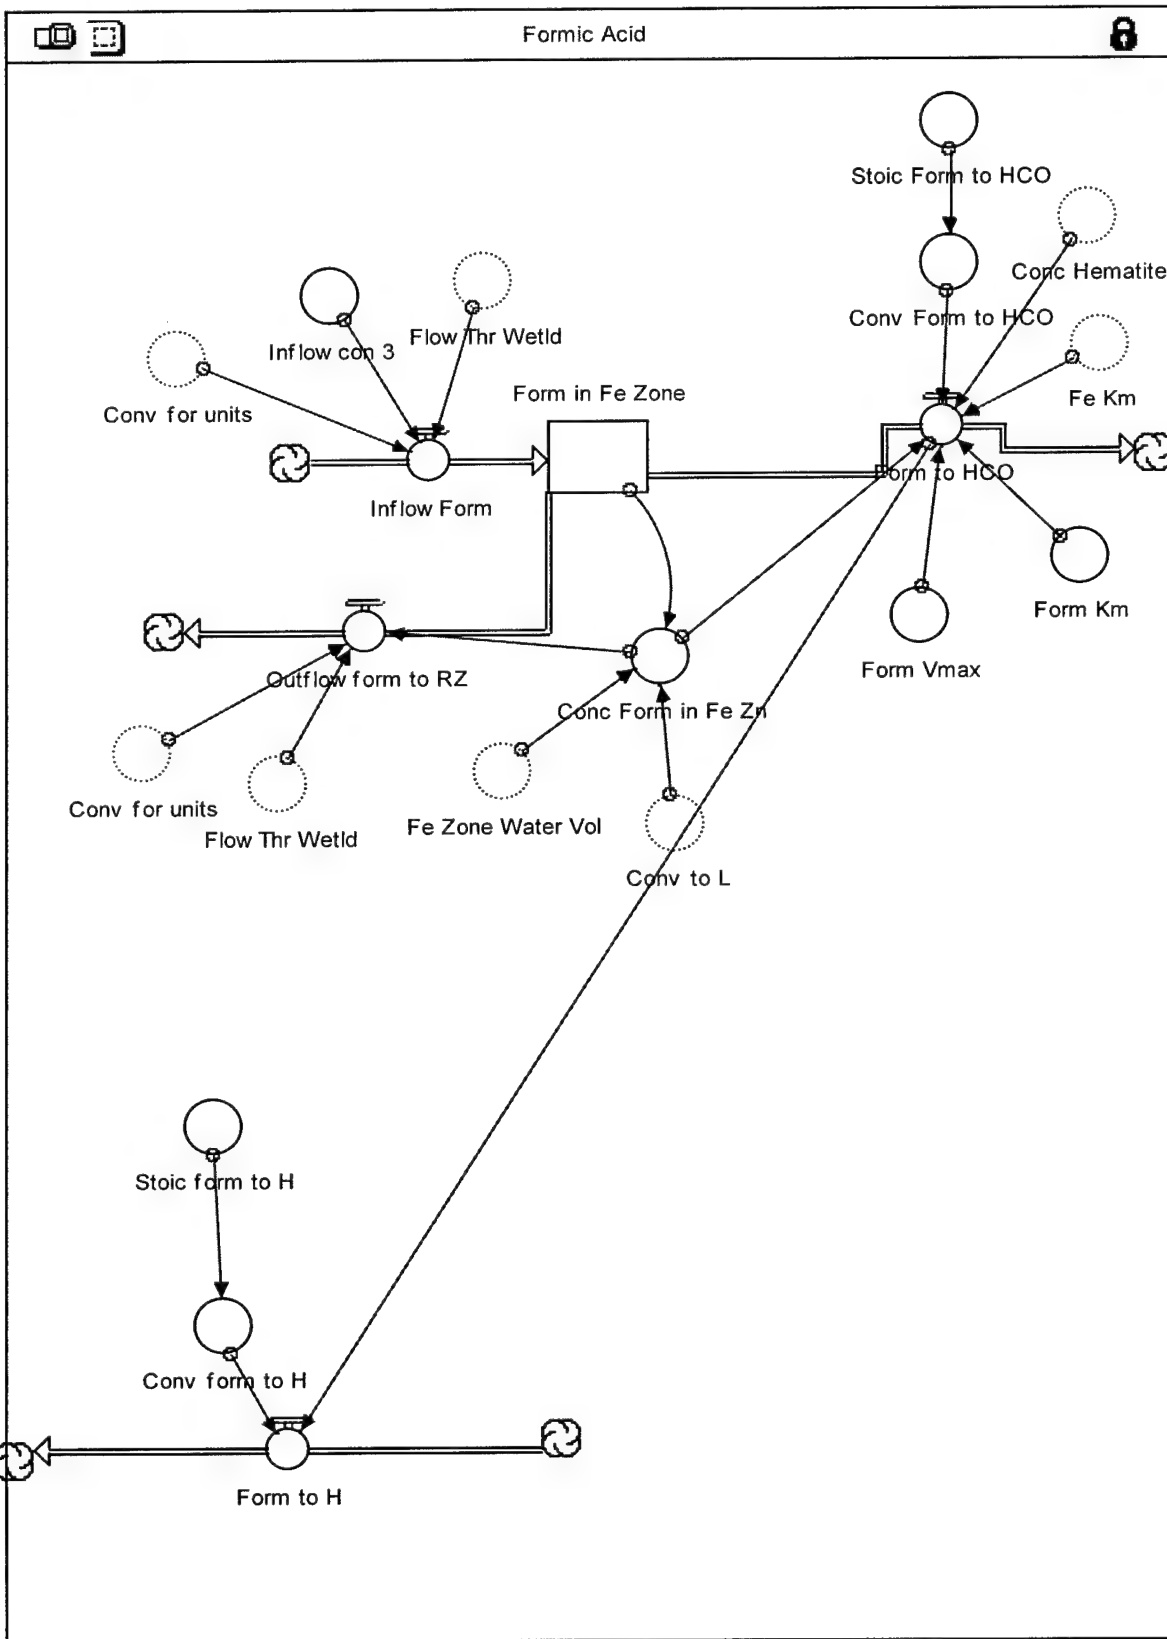 Formic Acid
Stoic Form to HCO
Conc Hematite
Conv Form to HCO
Flow Thr Wetld
Inflow con 3
Form in Fe Zone
Fe Km
Conv for units
Form to HCO
Inflow Form
Form Km
Form Vmax
Outflow form to RZ
Conc Form in Fe Zn
Conv for units
Flow Thr Wetld
Fe Zone Water Vol
Conv to L
Stoic form to H
Conv form to H
Form to H